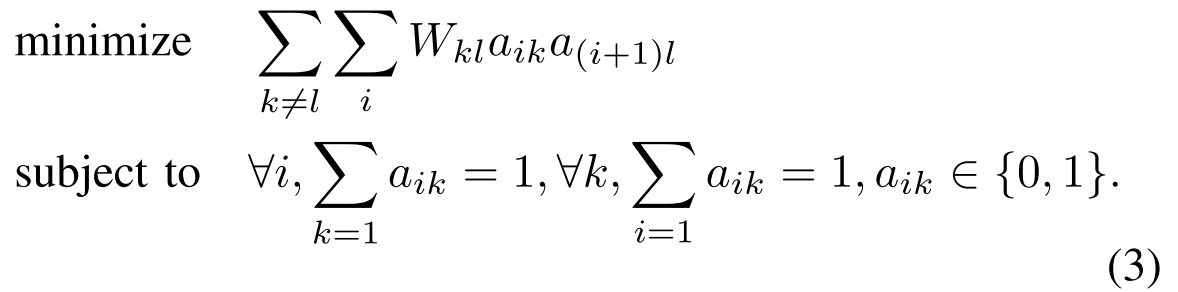 minimize $\sum_{k \neq l} \sum_{i} W_{kl} a_{ik} a_{(i+1)l}$
subject to $\forall i, \sum_{k=1} a_{ik} = 1, \forall k, \sum_{i=1} a_{ik} = 1, a_{ik} \in \{0, 1\}.$
(3)